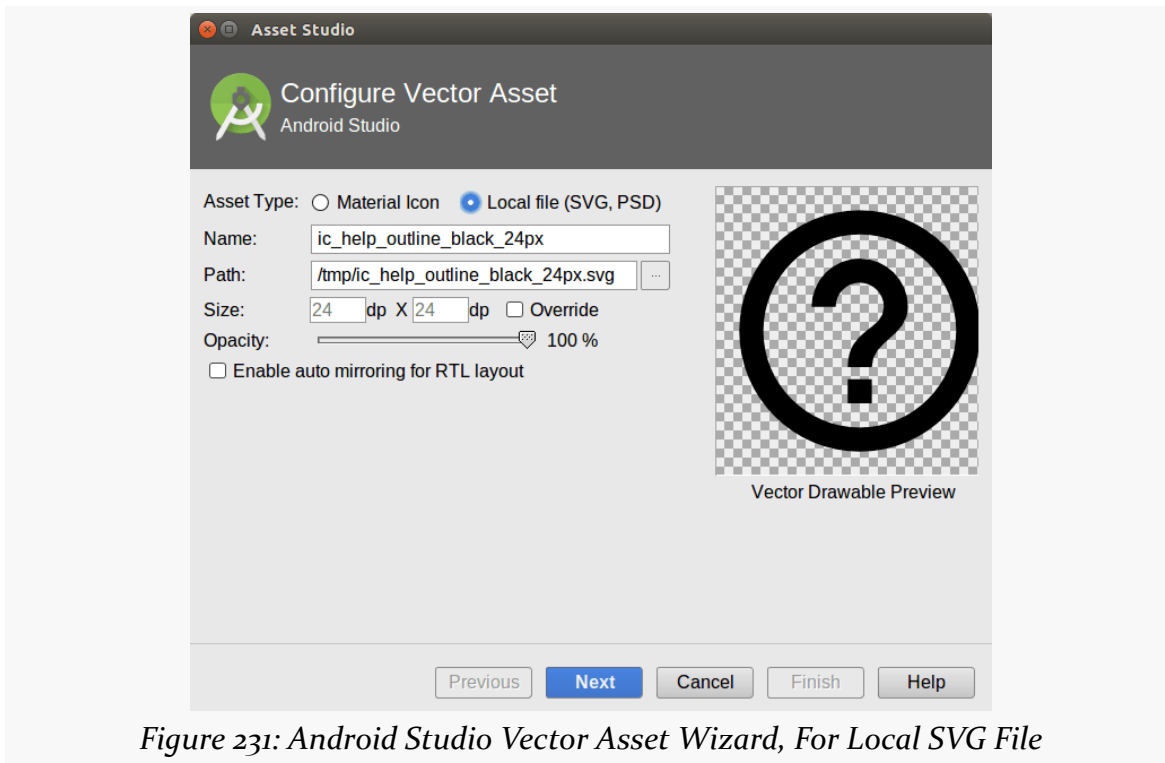 Asset Studio
Configure Vector Asset
Android Studio
Asset Type: Material Icon Local file (SVG, PSD)
Name: ic_help_outline_black_24px
Path: /tmp/ic_help_outline_black_24px.svg ...
Size: 24 dp X 24 dp Override
Opacity: 100 %
Enable auto mirroring for RTL layout
?
Vector Drawable Preview
Previous Next Cancel Finish Help
Figure 231: Android Studio Vector Asset Wizard, For Local SVG File